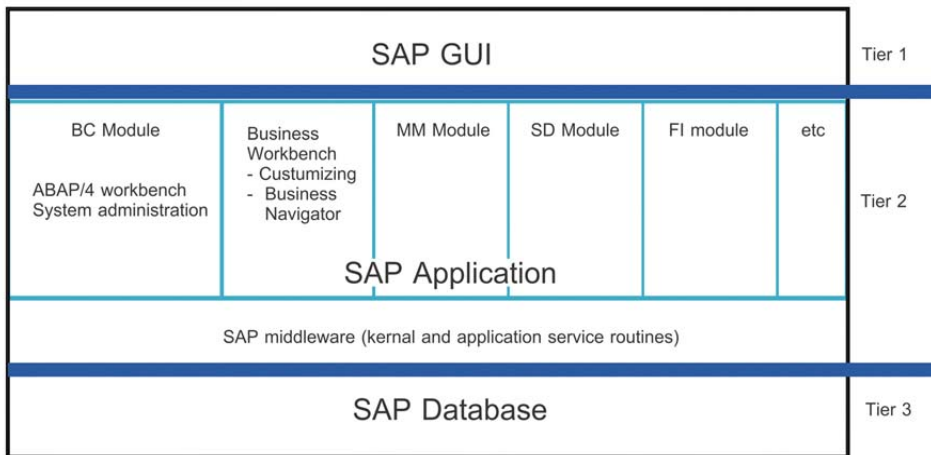 SAP GUI
Tier 1
BC Module
ABAP/4 workbench
System administration
Business
Workbench
- Custumizing
- Business
Navigator
MM Module
SD Module
FI module
etc
Tier 2
SAP Application
SAP middleware (kernal and application service routines)
SAP Database
Tier 3